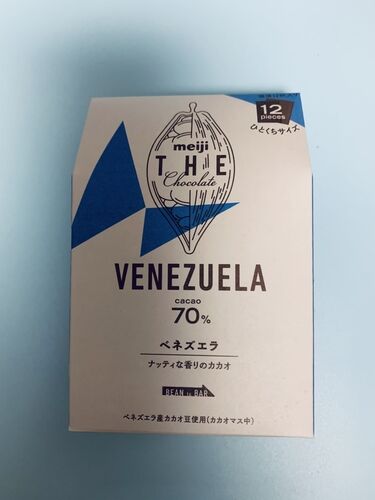 12
pieces
ひとくちサイズ
meiji
THE
Chocolate
VENEZUELA
cacao
70%
ベネズエラ
ナッティな香りのカカオ
BEAN to BAR
ベネズエラ産カカオ豆使用(カカオマス中)